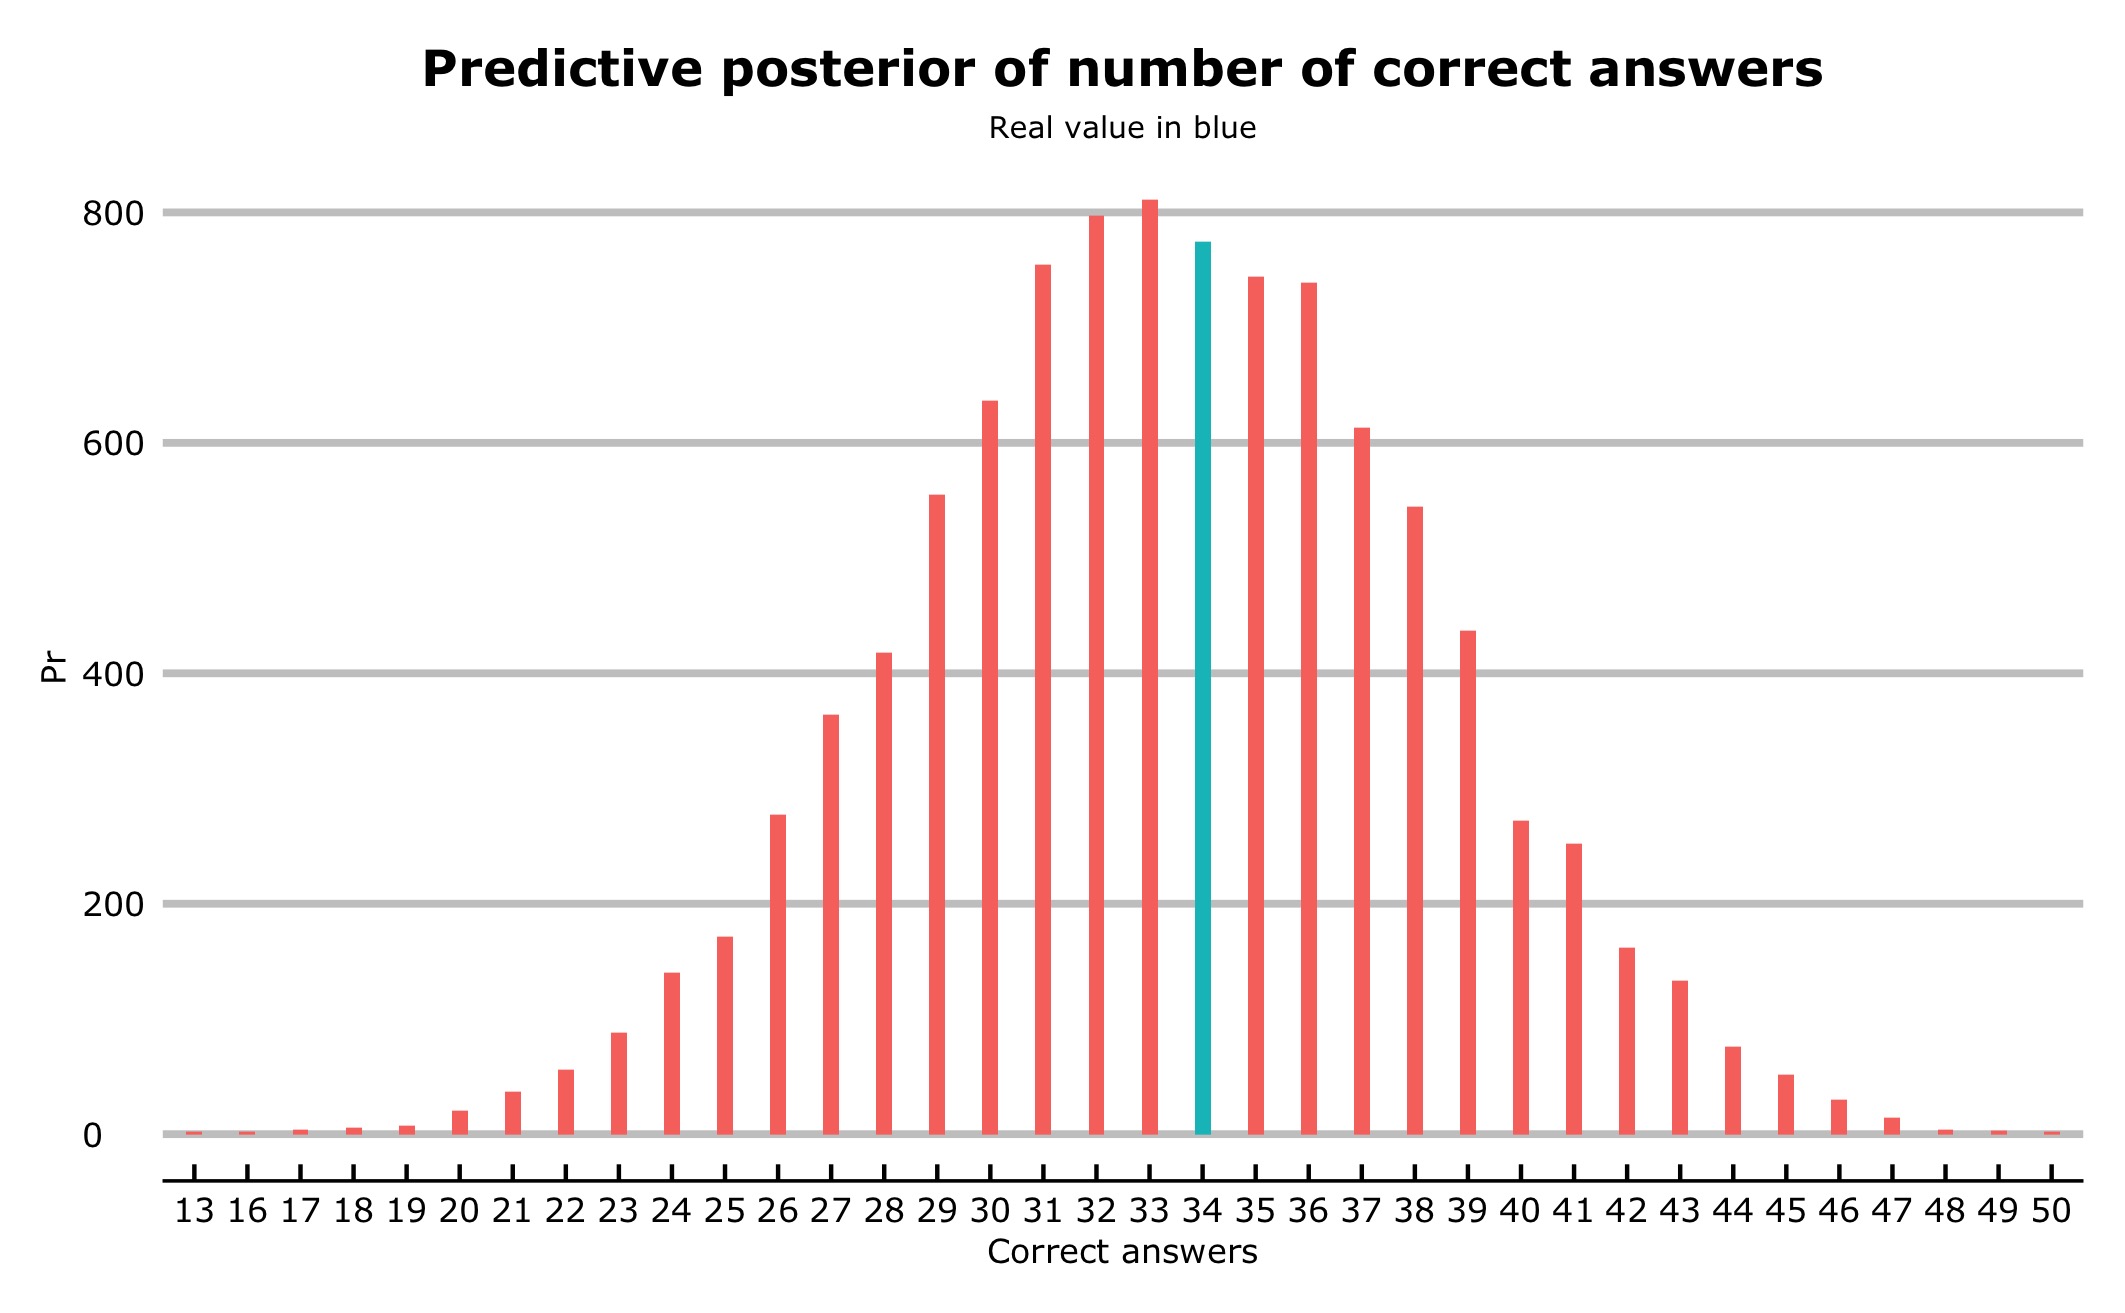 Predictive posterior of number of correct answers
Real value in blue
800
600
400
200
0
Pr
13 16 17 18 19 20 21 22 23 24 25 26 27 28 29 30 31 32 33 34 35 36 37 38 39 40 41 42 43 44 45 46 47 48 49 50
Correct answers